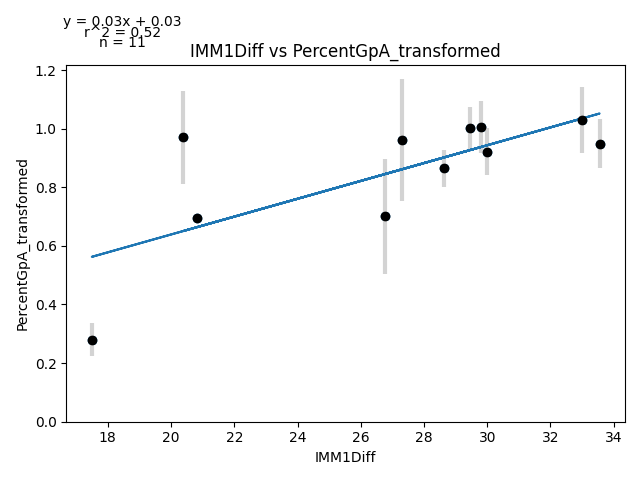 y = 0.03x + 0.03
r^2 = 0.52
n = 11
IMM1Diff vs PercentGpA_transformed
PercentGpA_transformed
1.2
1.0
0.8
0.6
0.4
0.2
0.0
18 20 22 24 26 28 30 32 34
IMM1Diff